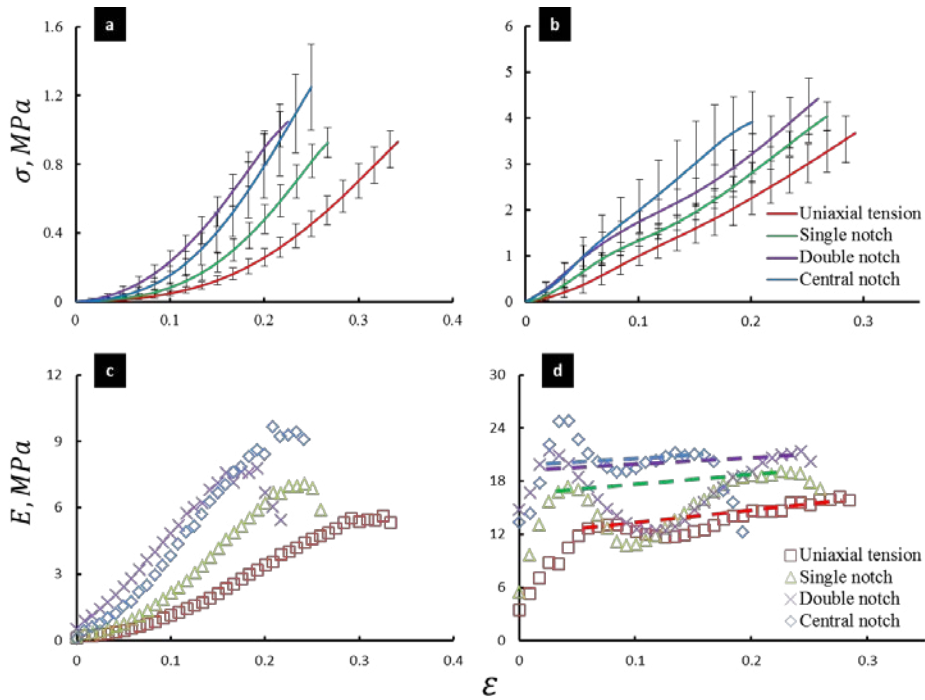 a
b
1.6
1.2
0.8
0.4
0
σ, MPa
0
0.1
0.2
0.3
0.4
6
5
4
3
2
1
0
0
0.1
0.2
0.3
Uniaxial tension
Single notch
Double notch
Central notch
c
d
12
9
6
3
0
E, MPa
0
0.1
0.2
0.3
0.4
30
24
18
12
6
0
0
0.1
0.2
0.3
Uniaxial tension
Single notch
Double notch
Central notch
ε